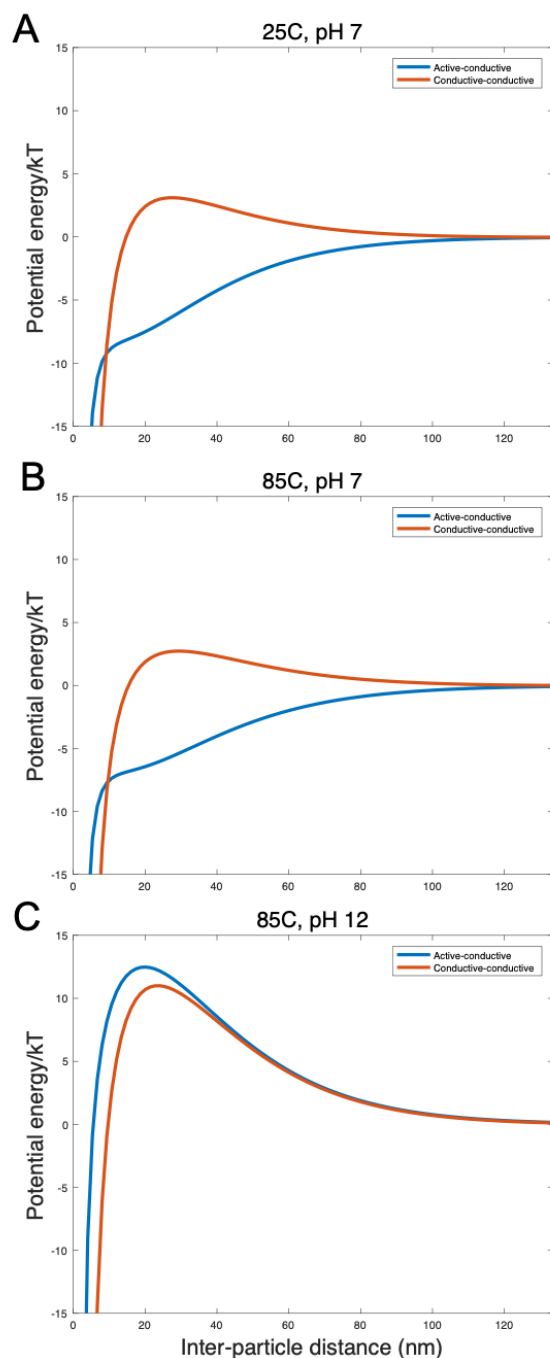 A
25C, pH 7
15
10
5
0
-5
-10
-15
Potential energy/kT
Active-conductive
Conductive-conductive
0 20 40 60 80 100 120
B
85C, pH 7
15
10
5
0
-5
-10
-15
Potential energy/kT
Active-conductive
Conductive-conductive
0 20 40 60 80 100 120
C
85C, pH 12
15
10
5
0
-5
-10
-15
Potential energy/kT
Active-conductive
Conductive-conductive
0 20 40 60 80 100 120
Inter-particle distance (nm)